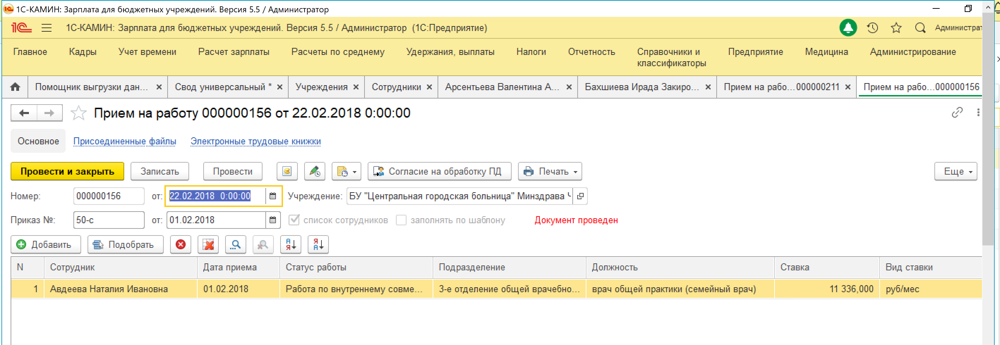 1С-КАМИН: Зарплата для бюджетных учреждений. Версия 5.5 / Администратор
1С-КАМИН: Зарплата для бюджетных учреждений. Версия 5.5 / Администратор (1С:Предприятие)
Администрат
Главное Кадры Учет времени Расчет зарплаты Расчеты по среднему Удержания, выплаты Налоги Отчетность Справочники и классификаторы Предприятие Медицина Администрирование
Помощник выгрузки дан... Свод универсальный * Учреждения Сотрудники Арсентьева Валентина А... Бахшиева Ирада Закиро... Прием на рабо...000000211 Прием на рабо...000000156
Прием на работу 000000156 от 22.02.2018 0:00:00
Основное Присоединенные файлы Электронные трудовые книжки
Провести и закрыть Записать Провести Согласие на обработку ПД Печать Еще
Номер: 000000156 от: 22.02.2018 0:00:00 Учреждение: БУ "Центральная городская больница" Минздрава
Приказ №: 50-с от: 01.02.2018 список сотрудников заполнять по шаблону Документ проведен
Добавить Подобрать
N Сотрудник Дата приема Статус работы Подразделение Должность Ставка Вид ставки
1 Авдеева Наталия Ивановна 01.02.2018 Работа по внутреннему совме... 3-е отделение общей врачебно... врач общей практики (семейный врач) 11 336,000 руб/мес